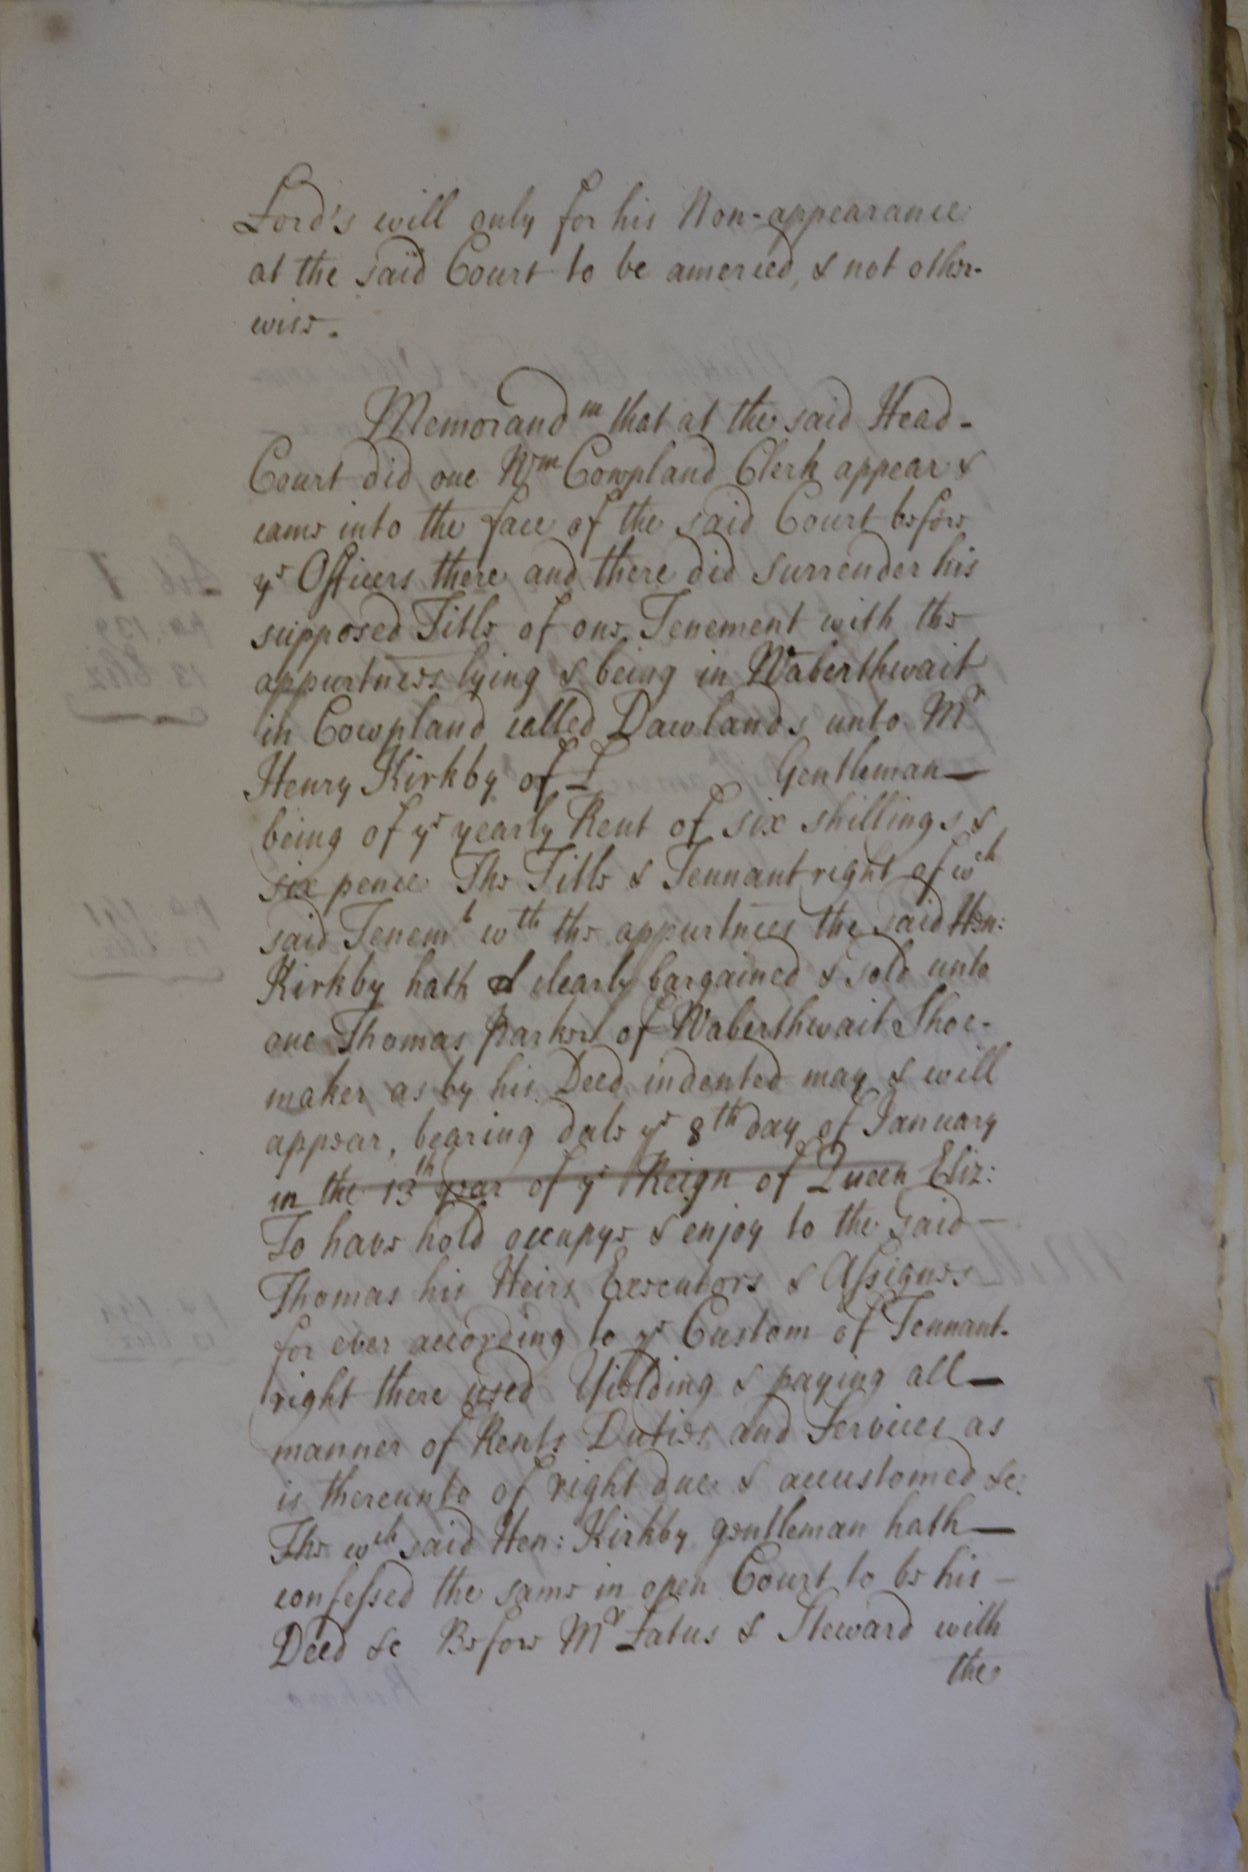 Lord's will only for his Non-appearance
at the said Court to be amerced, & not other-
wise.
Memorandm that at the said Head-
Court did one Wm Cowpland Clerk appear &
came into the face of the said Court before
ye Officers there and there did surrender his
supposed Title of one Tenement with the
appurtnces lying & being in Waberthwait
in Cowpland called Dawlands unto Mr
Henry Kirkby of Gentleman
being of ye yearly Rent of six shillings &
six pence The Title & Tennant right of wch
said Tenemt wth the appurtnces the said Hen:
Kirkby hath clearly bargained & sold unto
one Thomas Parker of Waberthwait Shoe-
maker as by his Deed indented may & will
appear, bearing date ye 8th day of January
in the 13th year of ye Reign of Queen Eliz:
To have hold occupye & enjoy to the said
Thomas his Heirs Executors & Assignes
for ever according to ye Custom of Tennant-
right there used Yielding & paying all
manner of Rents Duties and Services as
is thereunto of right due & accustomed &c:
The wch said Hen: Kirkby gentleman hath
confessed the same in open Court to be his
Deed &c Before Mr Latus & Steward with
the